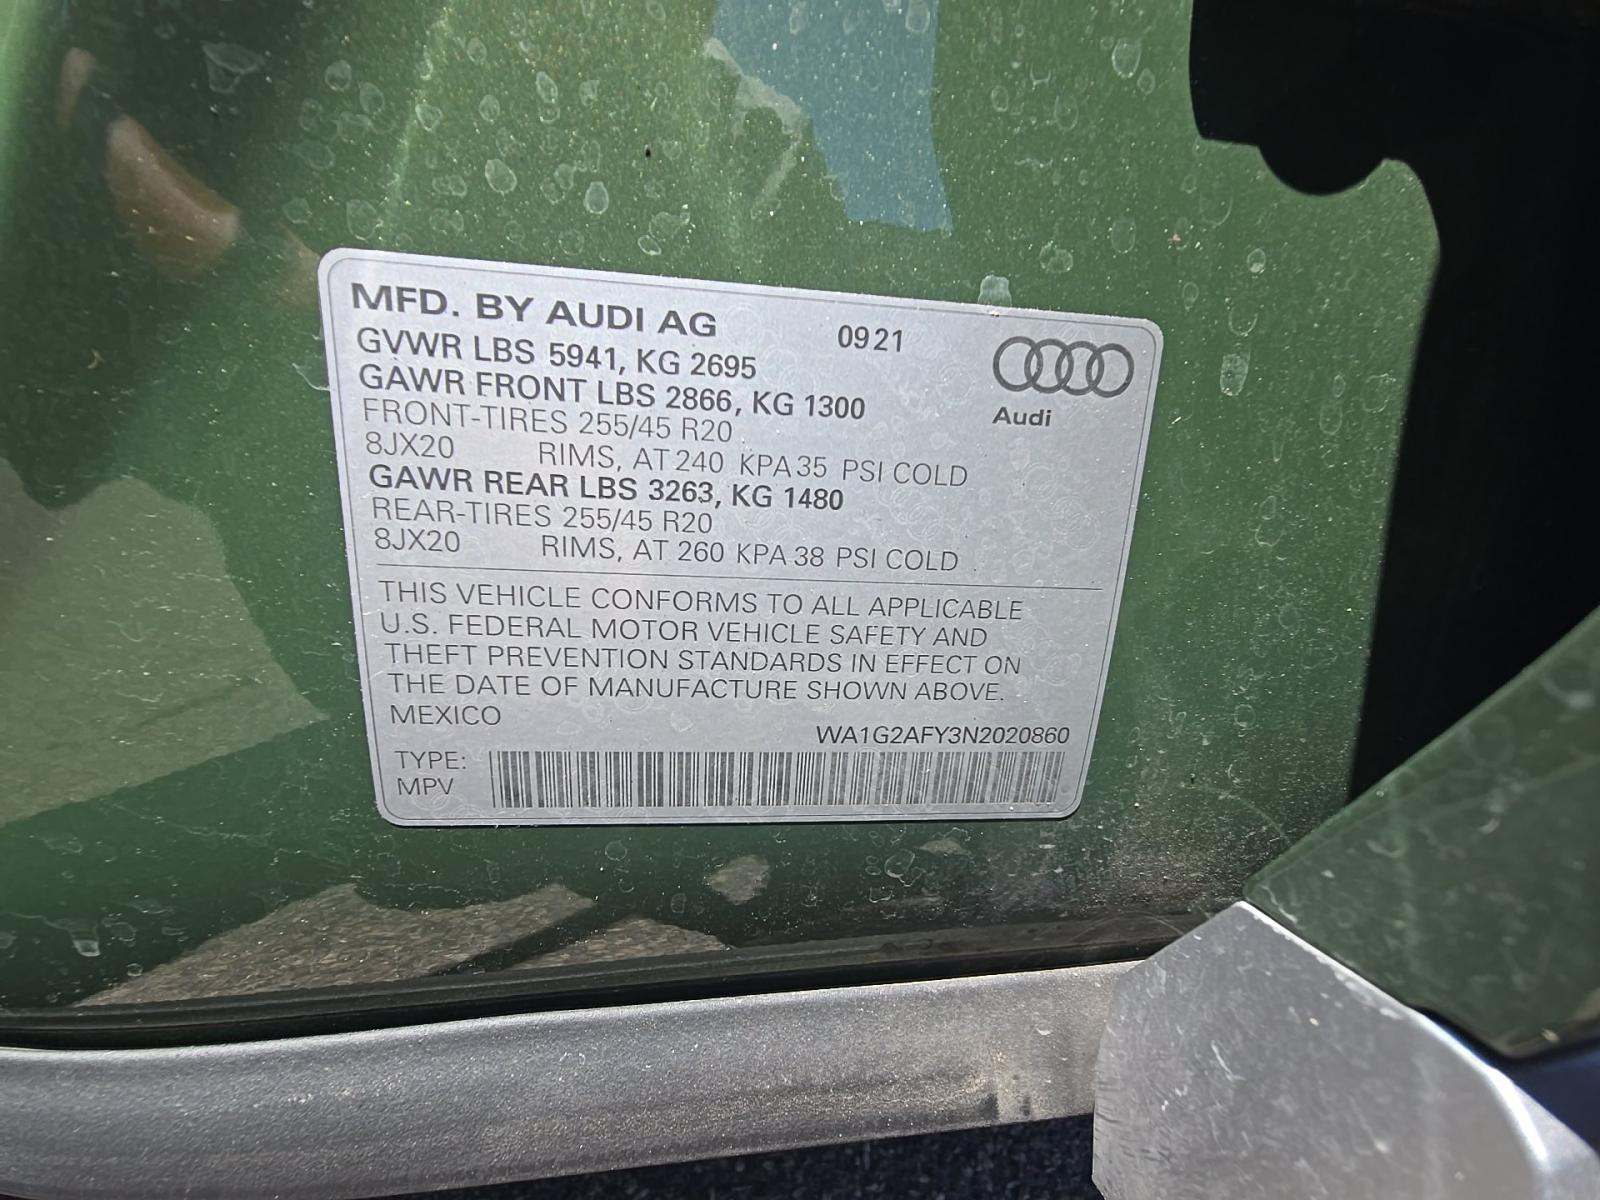 MFD. BY AUDI AG 0921
GVWR LBS 5941, KG 2695
GAWR FRONT LBS 2866, KG 1300
FRONT-TIRES 255/45 R20
8JX20 RIMS, AT 240 KPA 35 PSI COLD
GAWR REAR LBS 3263, KG 1480
REAR-TIRES 255/45 R20
8JX20 RIMS, AT 260 KPA 38 PSI COLD
Audi
THIS VEHICLE CONFORMS TO ALL APPLICABLE
U.S. FEDERAL MOTOR VEHICLE SAFETY AND
THEFT PREVENTION STANDARDS IN EFFECT ON
THE DATE OF MANUFACTURE SHOWN ABOVE.
MEXICO
WA1G2AFY3N2020860
TYPE:
MPV